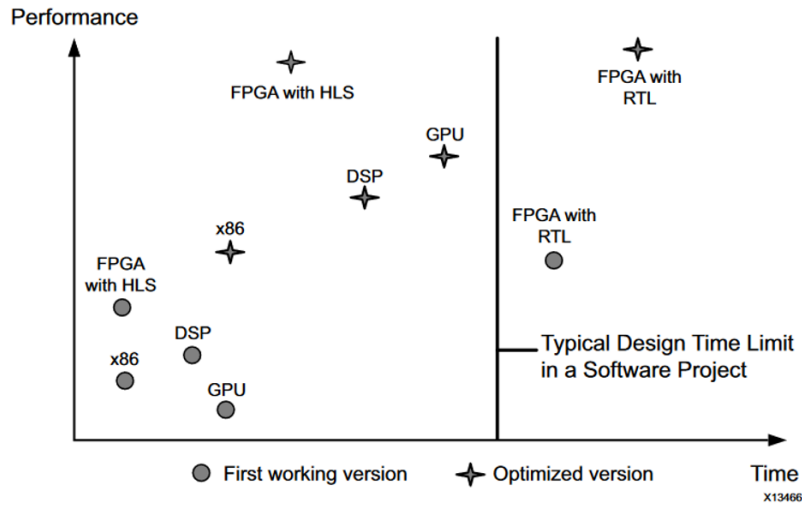 Performance
FPGA with HLS
FPGA with
RTL
GPU
DSP
FPGA with
RTL
x86
FPGA
with HLS
DSP
x86
GPU
Typical Design Time Limit
in a Software Project
First working version
Optimized version
Time
X13466